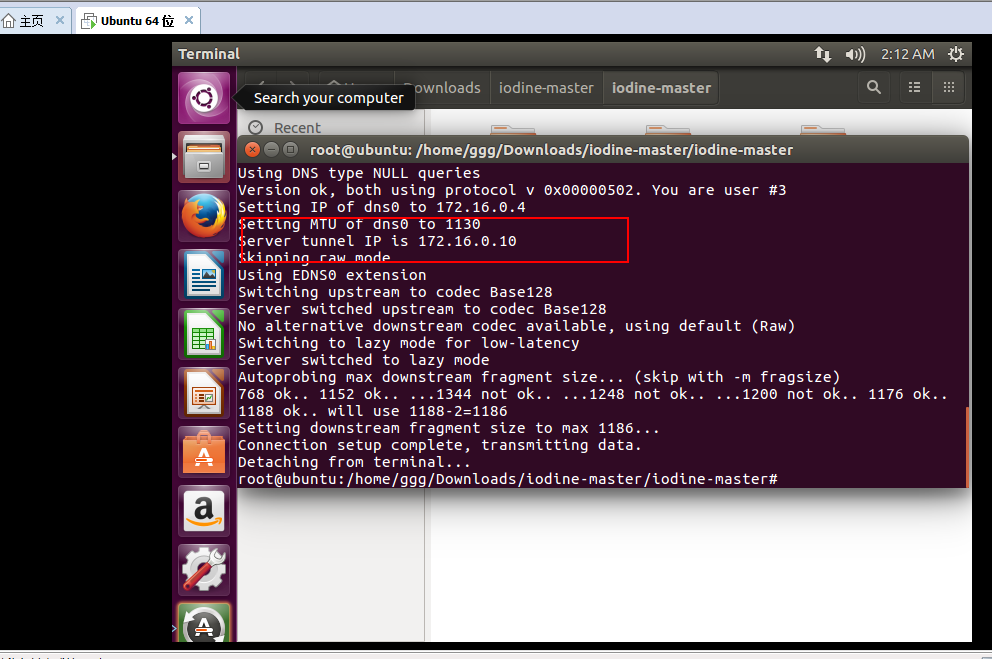 主页
Ubuntu 64 位
Terminal
2:12 AM
Search your computer
Downloads
iodine-master
iodine-master
Recent
root@ubuntu: /home/ggg/Downloads/iodine-master/iodine-master
Using DNS type NULL queries
Version ok, both using protocol v 0x00000502. You are user #3
Setting IP of dns0 to 172.16.0.4
Setting MTU of dns0 to 1130
Server tunnel IP is 172.16.0.10
Skipping raw mode
Using EDNS0 extension
Switching upstream to codec Base128
Server switched upstream to codec Base128
No alternative downstream codec available, using default (Raw)
Switching to lazy mode for low-latency
Server switched to lazy mode
Autoprobing max downstream fragment size... (skip with -m fragsize)
768 ok.. 1152 ok.. ...1344 not ok.. ...1248 not ok.. ...1200 not ok.. 1176 ok..
1188 ok.. will use 1188-2=1186
Setting downstream fragment size to max 1186...
Connection setup complete, transmitting data.
Detaching from terminal...
root@ubuntu:/home/ggg/Downloads/iodine-master/iodine-master#